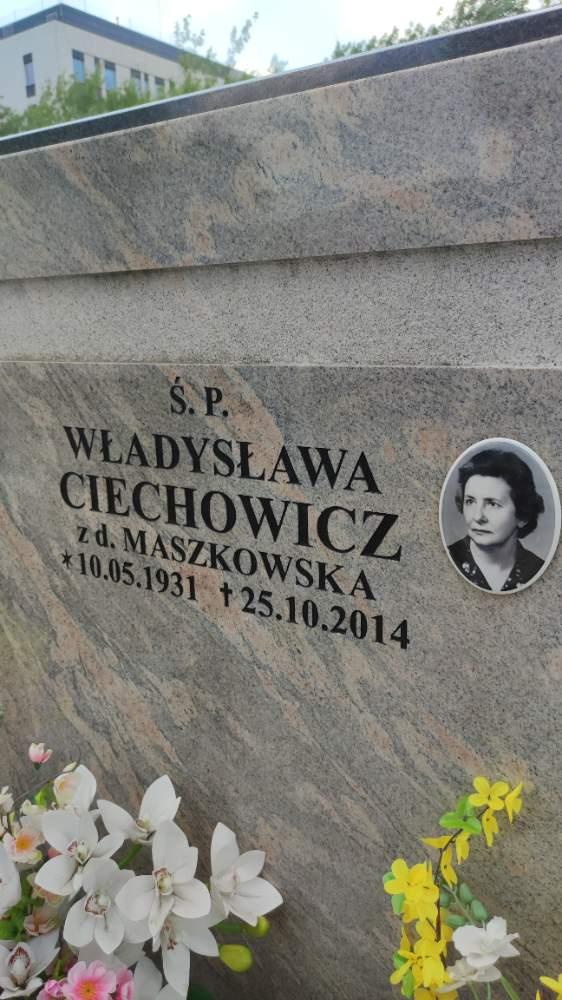 Ś. P.
WŁADYSŁAWA
CIECHOWICZ
z d. MASZKOWSKA
*10.05.1931 †25.10.2014